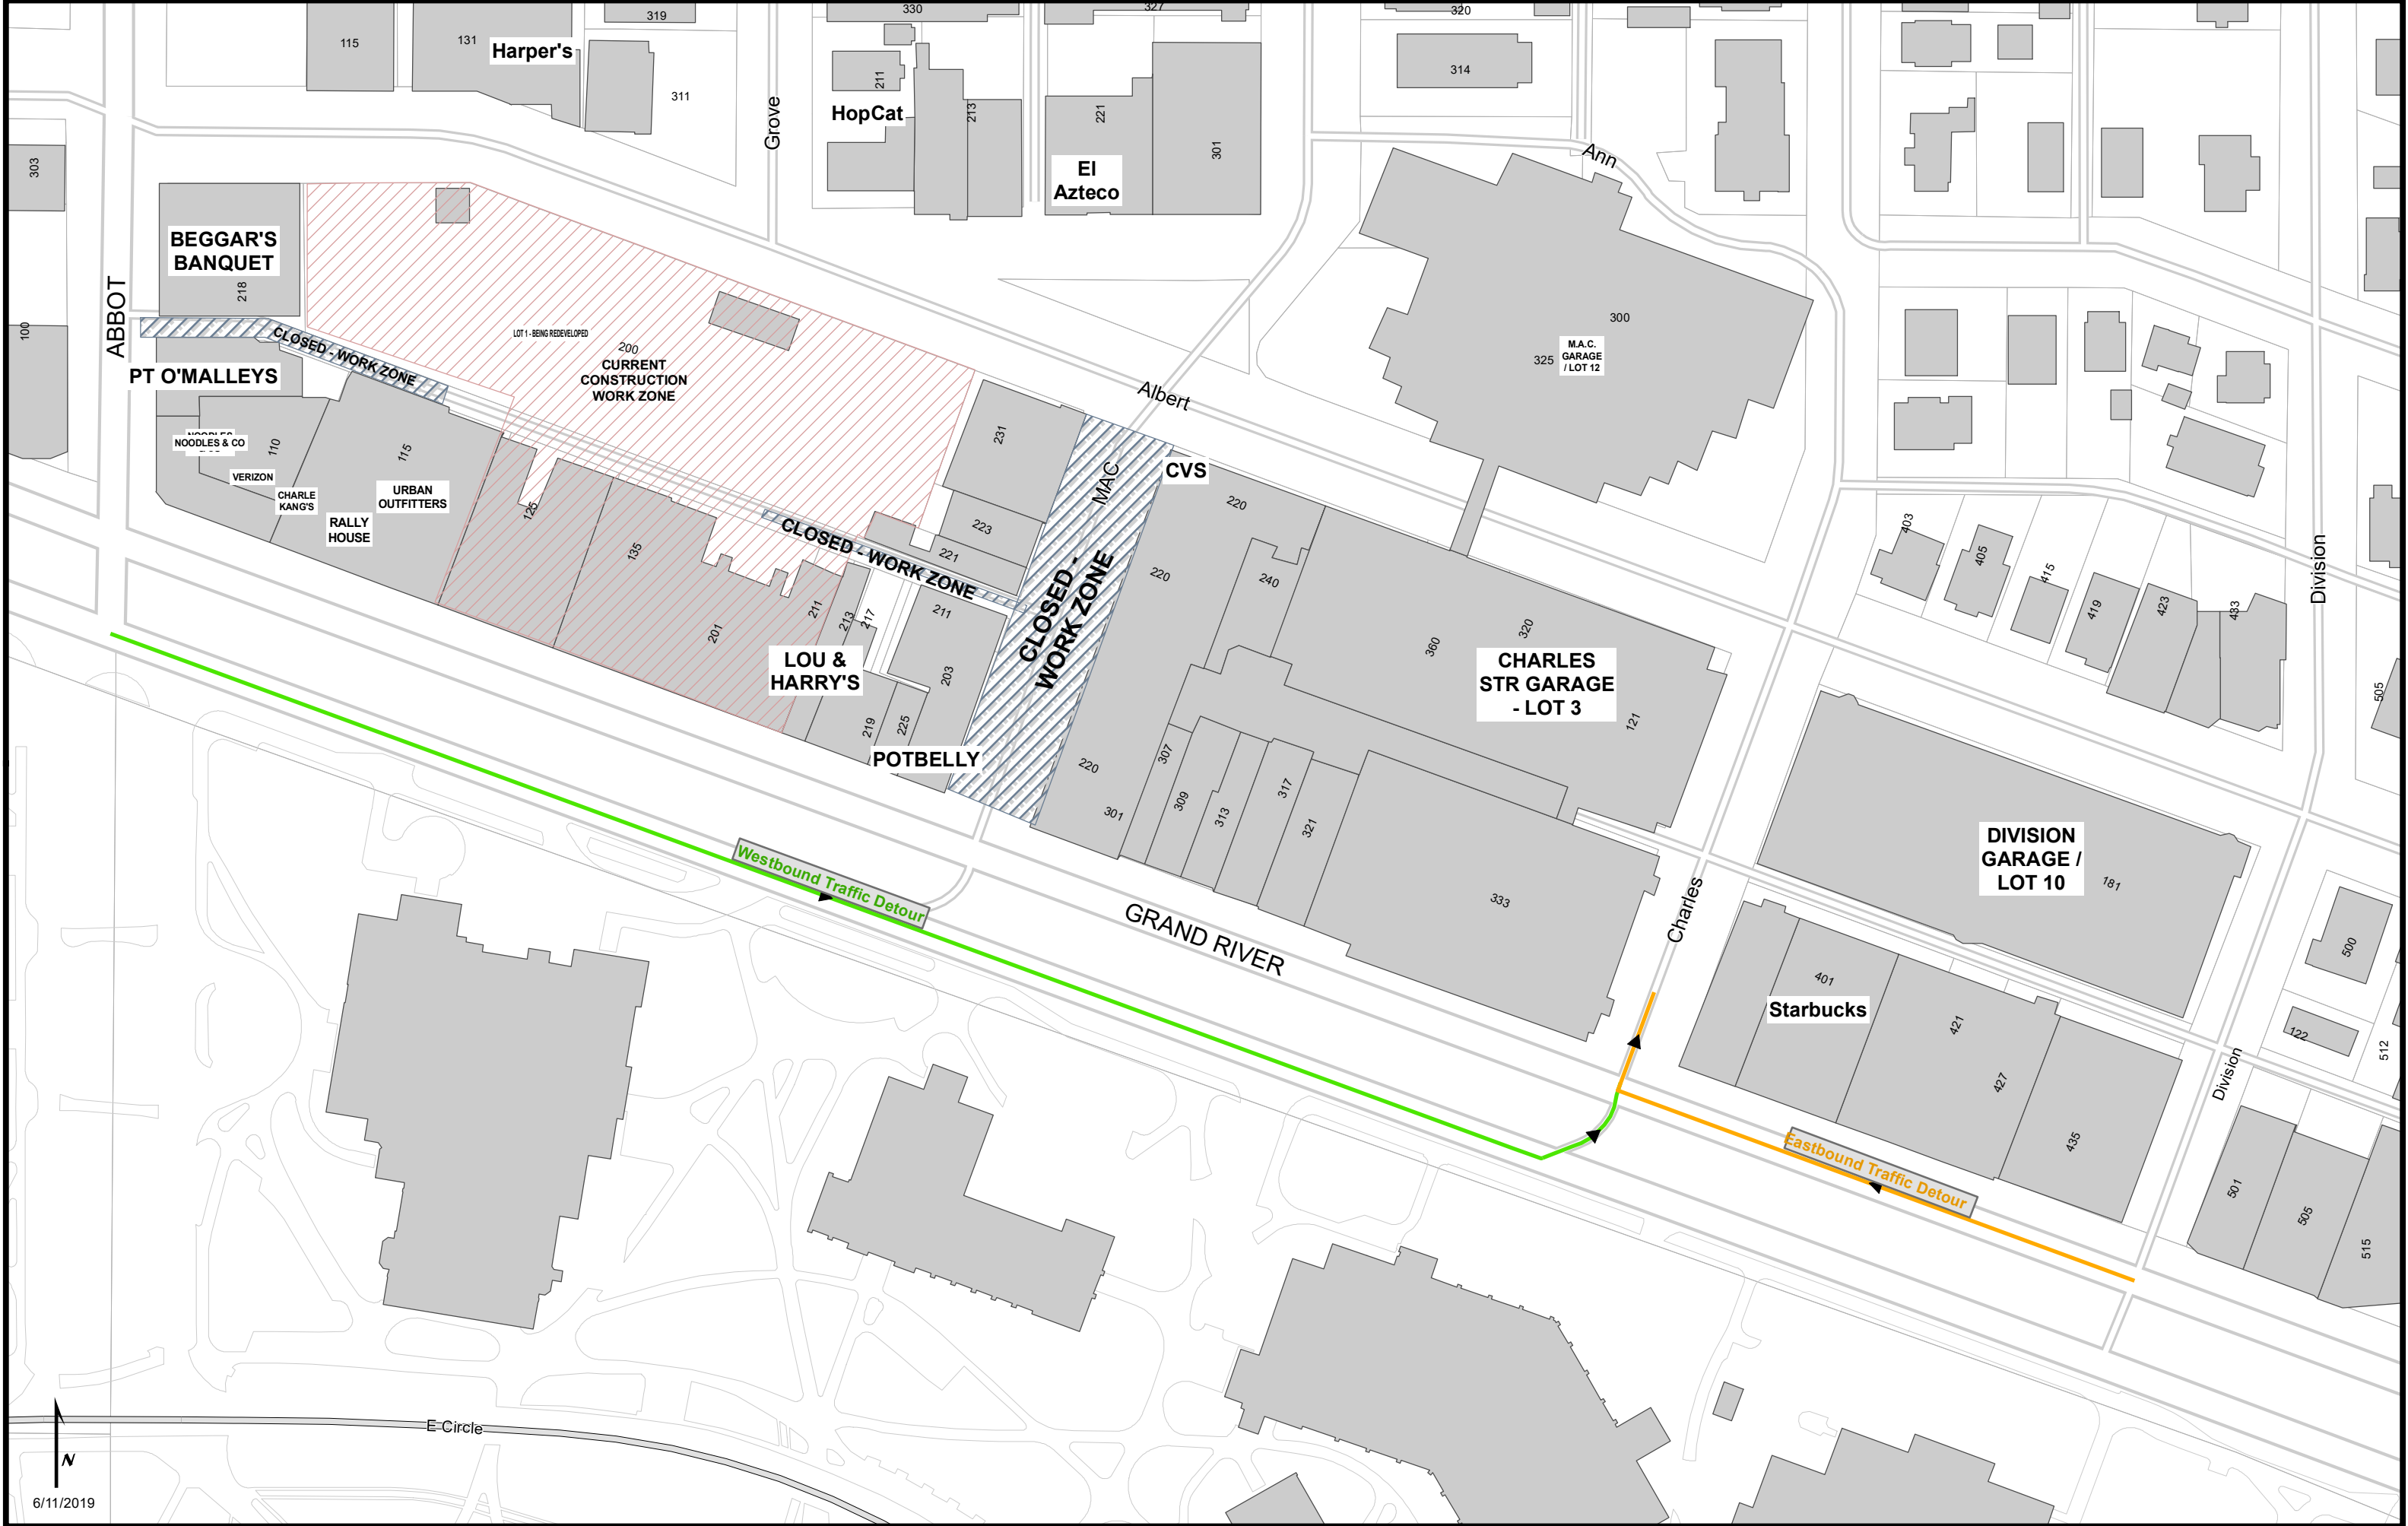 319
330
327
320
115
131
Harper's
311
211
213
HopCat
Grove
221
301
El
Azteco
314
Ann
303
100
ABBOT
BEGGAR'S
BANQUET
218
CLOSED - WORK ZONE
PT O'MALLEYS
LOT 1 - BEING REDEVELOPED
200
CURRENT
CONSTRUCTION
WORK ZONE
Albert
300
325
M.A.C.
GARAGE
/ LOT 12
NOODLES & CO
110
VERIZON
CHARLE
KANG'S
115
URBAN
OUTFITTERS
RALLY
HOUSE
125
135
201
211
213
217
CLOSED - WORK ZONE
231
223
221
211
203
LOU &
HARRY'S
219
225
POTBELLY
MAC
CLOSED -
WORK ZONE
CVS
220
220
220
240
301
307
309
313
317
321
360
320
121
CHARLES
STR GARAGE
- LOT 3
333
403
405
415
419
423
433
Division
505
DIVISION
GARAGE /
LOT 10
181
Charles
401
Starbucks
421
427
435
500
122
512
Division
501
505
515
Westbound Traffic Detour
GRAND RIVER
Eastbound Traffic Detour
E Circle
N
6/11/2019